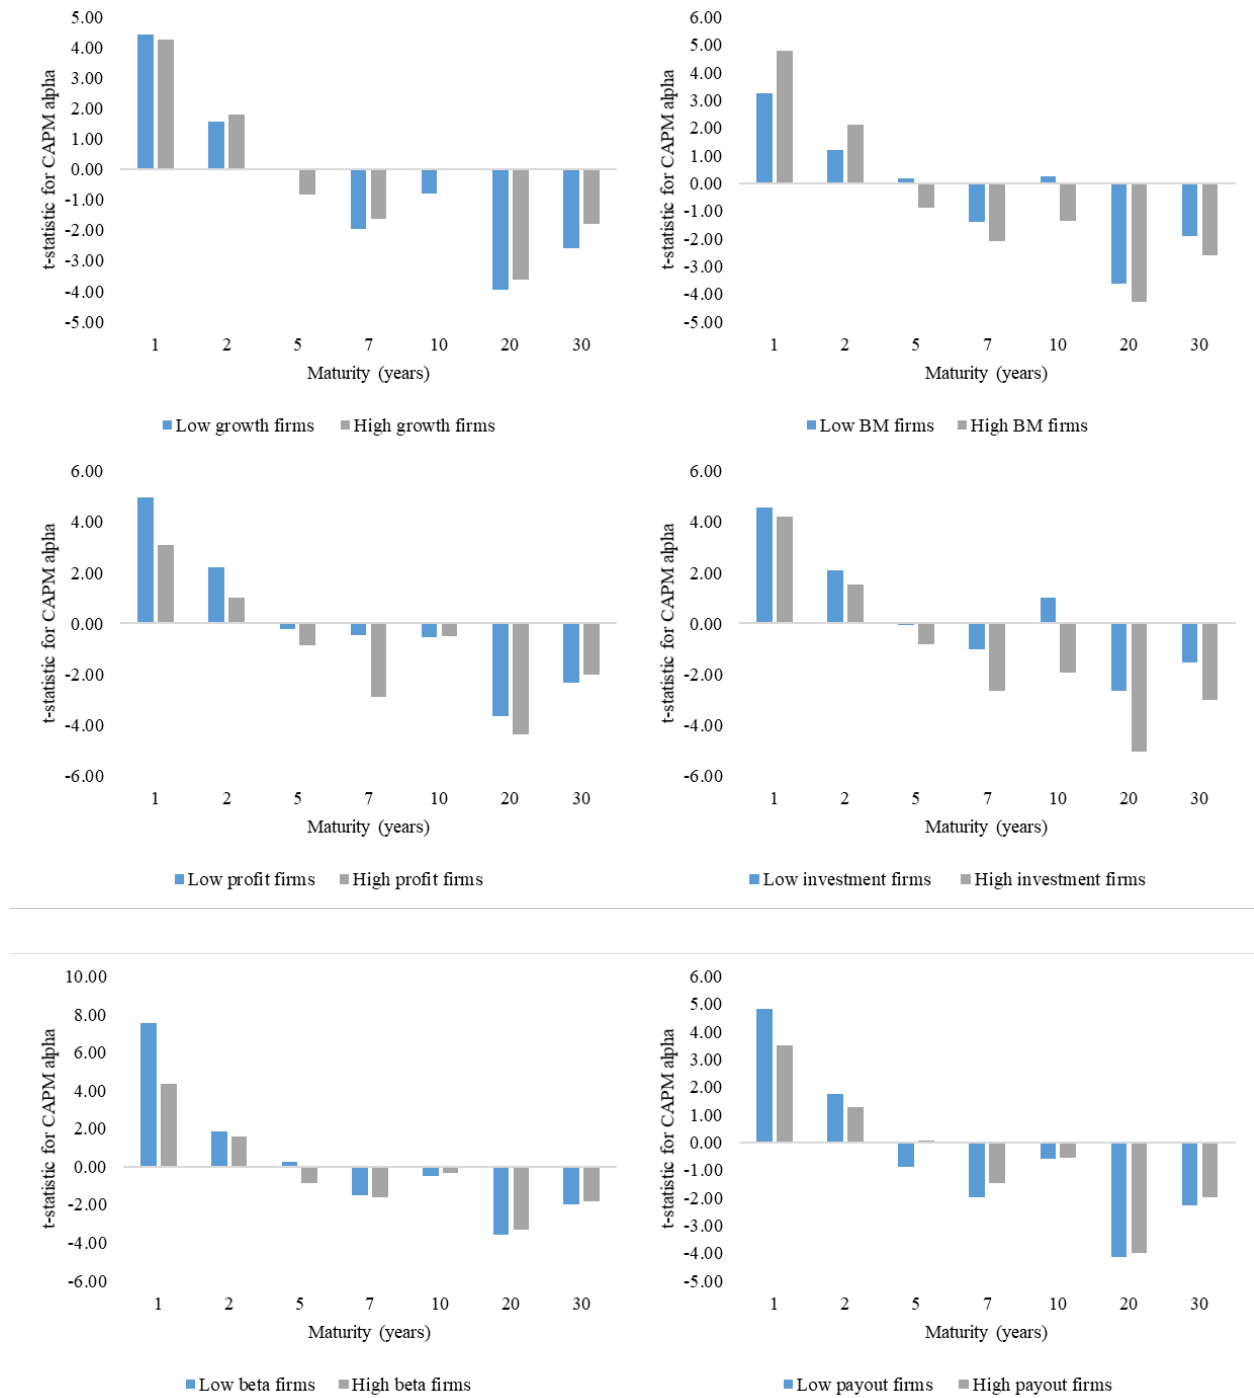 t-statistic for CAPM alpha
5.00
4.00
3.00
2.00
1.00
0.00
-1.00
-2.00
-3.00
-4.00
-5.00
1 2 5 7 10 20 30
Maturity (years)
Low growth firms High growth firms
t-statistic for CAPM alpha
6.00
5.00
4.00
3.00
2.00
1.00
0.00
-1.00
-2.00
-3.00
-4.00
-5.00
1 2 5 7 10 20 30
Maturity (years)
Low BM firms High BM firms
t-statistic for CAPM alpha
6.00
4.00
2.00
0.00
-2.00
-4.00
-6.00
1 2 5 7 10 20 30
Maturity (years)
Low profit firms High profit firms
t-statistic for CAPM alpha
6.00
4.00
2.00
0.00
-2.00
-4.00
-6.00
1 2 5 7 10 20 30
Maturity (years)
Low investment firms High investment firms
t-statistic for CAPM alpha
10.00
8.00
6.00
4.00
2.00
0.00
-2.00
-4.00
-6.00
1 2 5 7 10 20 30
Maturity (years)
Low beta firms High beta firms
t-statistic for CAPM alpha
6.00
5.00
4.00
3.00
2.00
1.00
0.00
-1.00
-2.00
-3.00
-4.00
-5.00
1 2 5 7 10 20 30
Maturity (years)
Low payout firms High payout firms